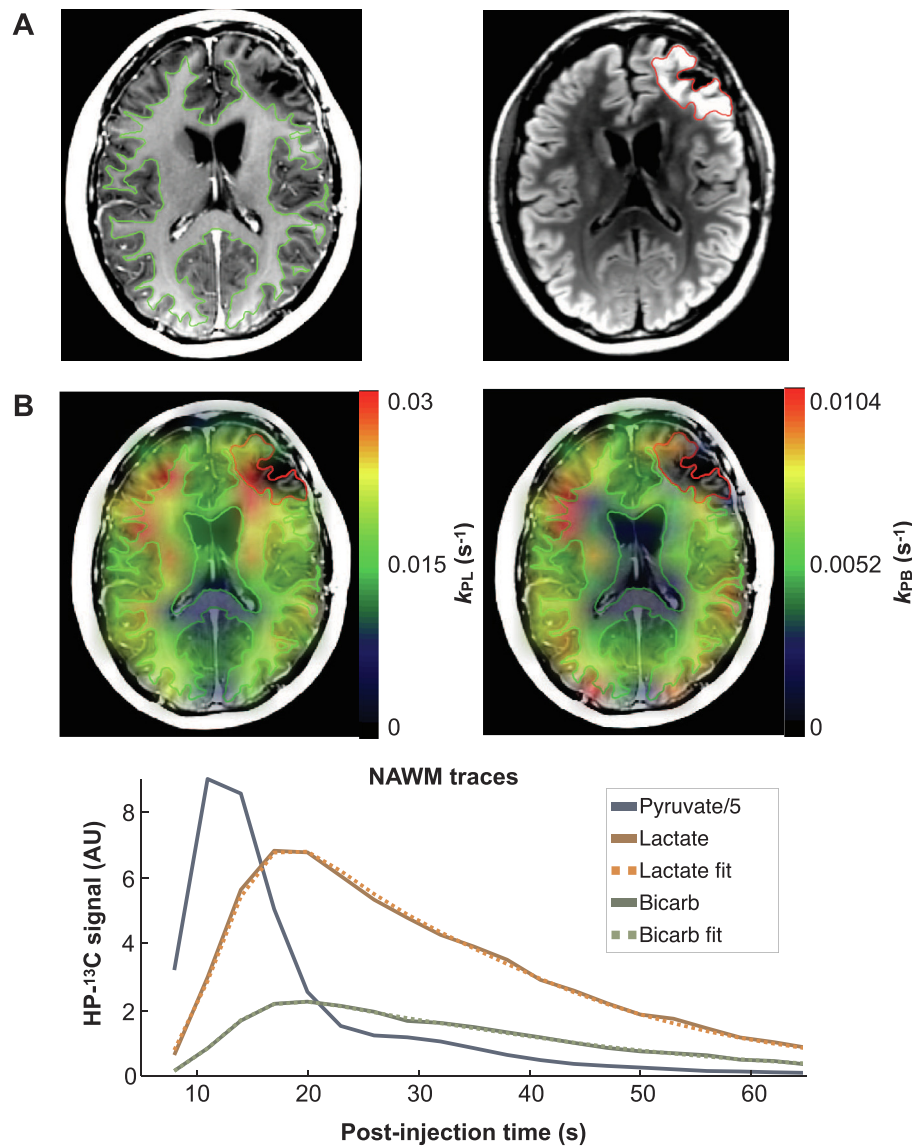 A
B
0.03
0.015
0
kPL (s-1)
0.0104
0.0052
0
kPB (s-1)
NAWM traces
Pyruvate/5
Lactate
Lactate fit
Bicarb
Bicarb fit
8
6
4
2
0
HP-13C signal (AU)
10 20 30 40 50 60
Post-injection time (s)